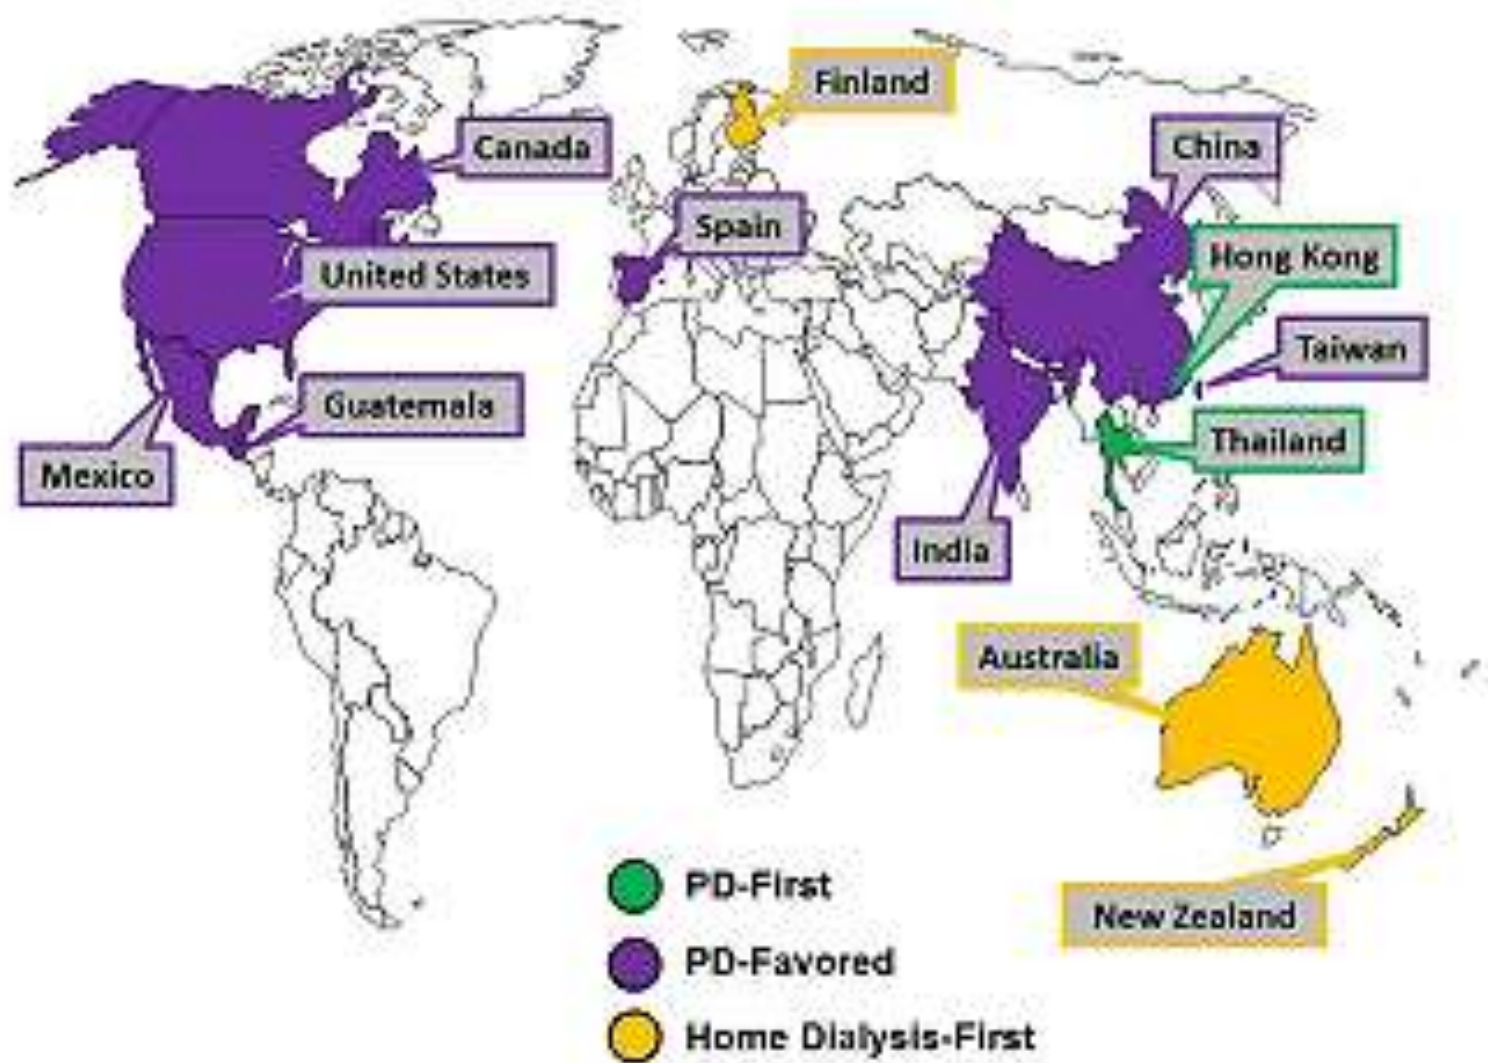 Finland
Canada
China
Spain
Hong Kong
United States
Taiwan
Guatemala
Thailand
Mexico
India
Australia
PD-First
New Zealand
PD-Favored
Home Dialysis-First